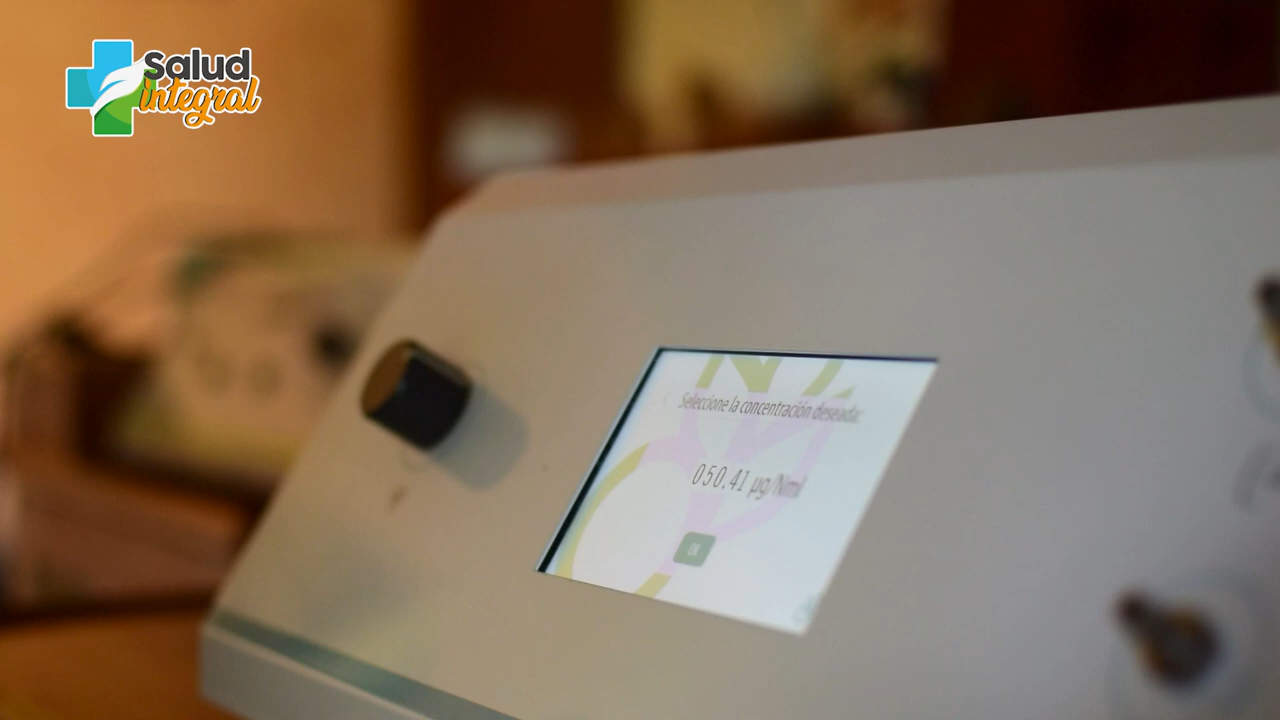 Salud
integral
Seleccione la concentración deseada:
050.41 µg/Nml
OK